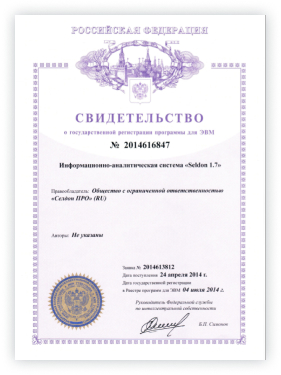 РОССИЙСКАЯ ФЕДЕРАЦИЯ
СВИДЕТЕЛЬСТВО
о государственной регистрации программы для ЭВМ
№ 2014616847
Информационно-аналитическая система «Seldon 1.7»
Правообладатель: Общество с ограниченной ответственностью
«Селдон ПРО» (RU)
Авторы: Не указаны
Заявка № 2014613812
Дата поступления 24 апреля 2014 г.
Дата государственной регистрации
в Реестре программ для ЭВМ 04 июля 2014 г.
Руководитель Федеральной службы
по интеллектуальной собственности
Б.П. Симонов